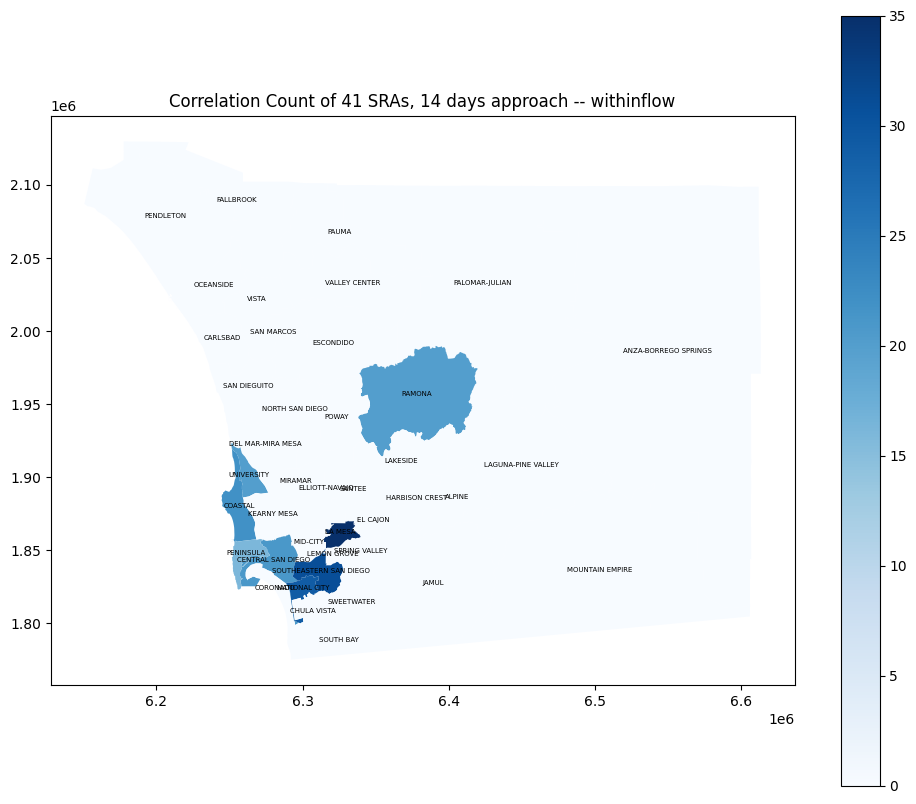 Correlation Count of 41 SRAs, 14 days approach -- withinflow
1e6
2.10
2.05
2.00
1.95
1.90
1.85
1.80
FALLBROOK
PENDLETON
PAUMA
OCEANSIDE
VALLEY CENTER
PALOMAR-JULIAN
VISTA
SAN MARCOS
CARLSBAD
ESCONDIDO
ANZA-BORREGO SPRINGS
SAN DIEGUITO
RAMONA
NORTH SAN DIEGO
POWAY
DEL MAR-MIRA MESA
LAKESIDE
LAGUNA-PINE VALLEY
UNIVERSITY
MIRAMAR
ELLIOTT-NAVAJO
SANTEE
HARBISON CREST
ALPINE
COASTAL
KEARNY MESA
EL CAJON
LA MESA
MID-CITY
PENINSULA
SPRING VALLEY
LEMON GROVE
CENTRAL SAN DIEGO
SOUTHEASTERN SAN DIEGO
MOUNTAIN EMPIRE
JAMUL
CORONADO
NATIONAL CITY
SWEETWATER
CHULA VISTA
SOUTH BAY
6.2
6.3
6.4
6.5
6.6
1e6
35
30
25
20
15
10
5
0